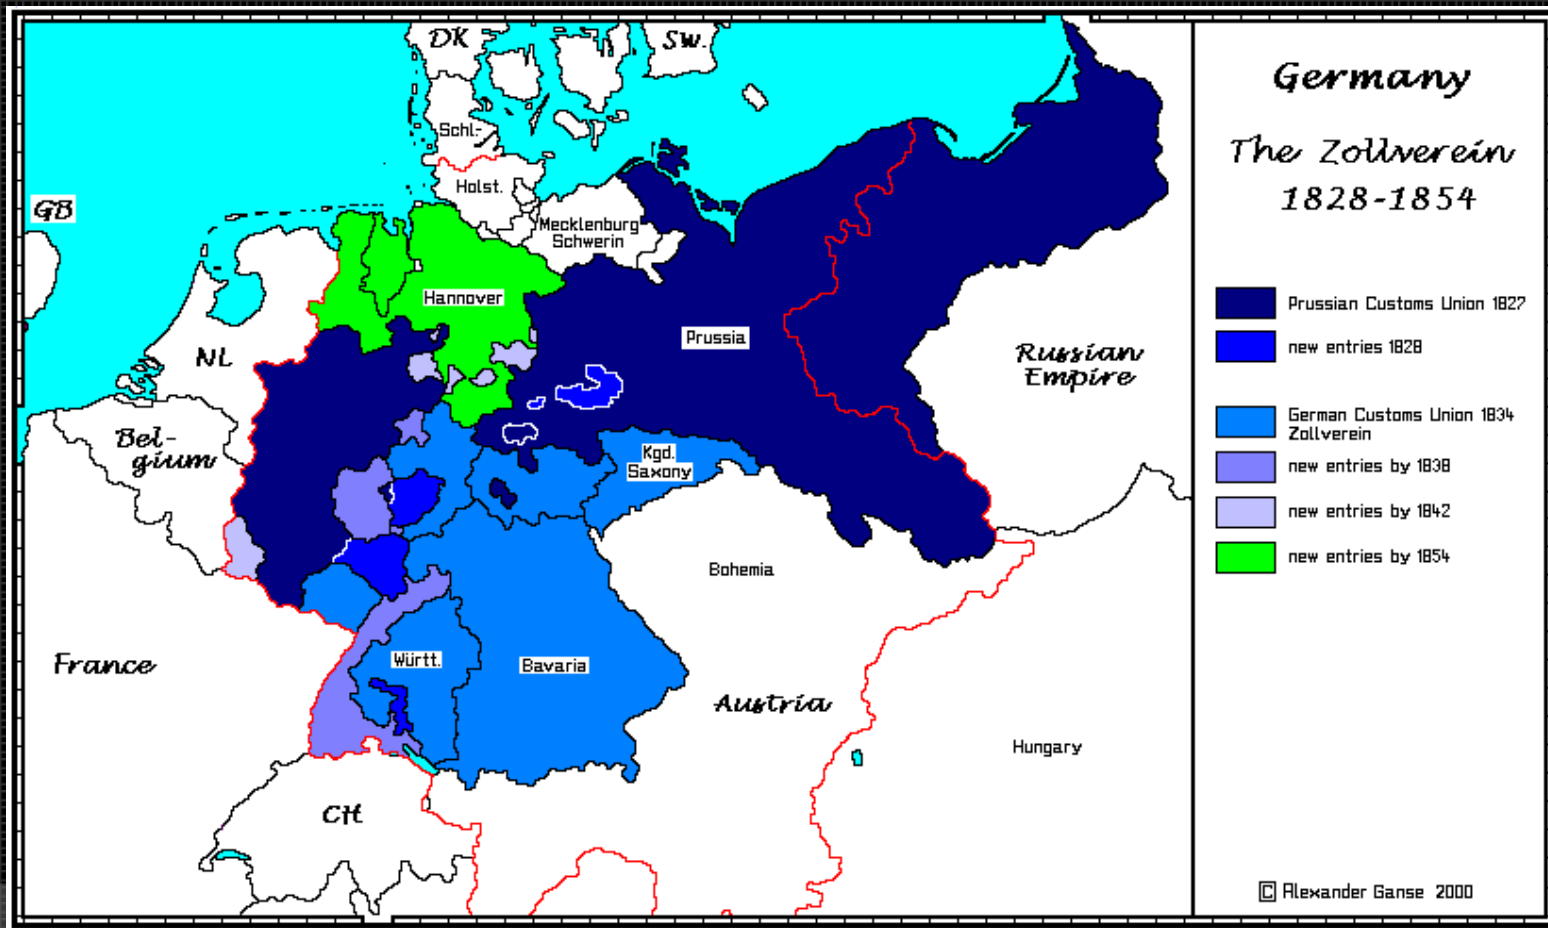 Germany
The Zollverein
1828-1854
Prussian Customs Union 1827
new entries 1828
German Customs Union 1834
Zollverein
new entries by 1838
new entries by 1842
new entries by 1854
© Alexander Ganse 2000
DK
SW.
Schl-
Holst.
GB
Mecklenburg
Schwerin
Hannover
Prussia
NL
Russian
Empire
Bel-
gium
Kgd.
Saxony
Bohemia
France
Württ.
Bavaria
Austria
Hungary
CH